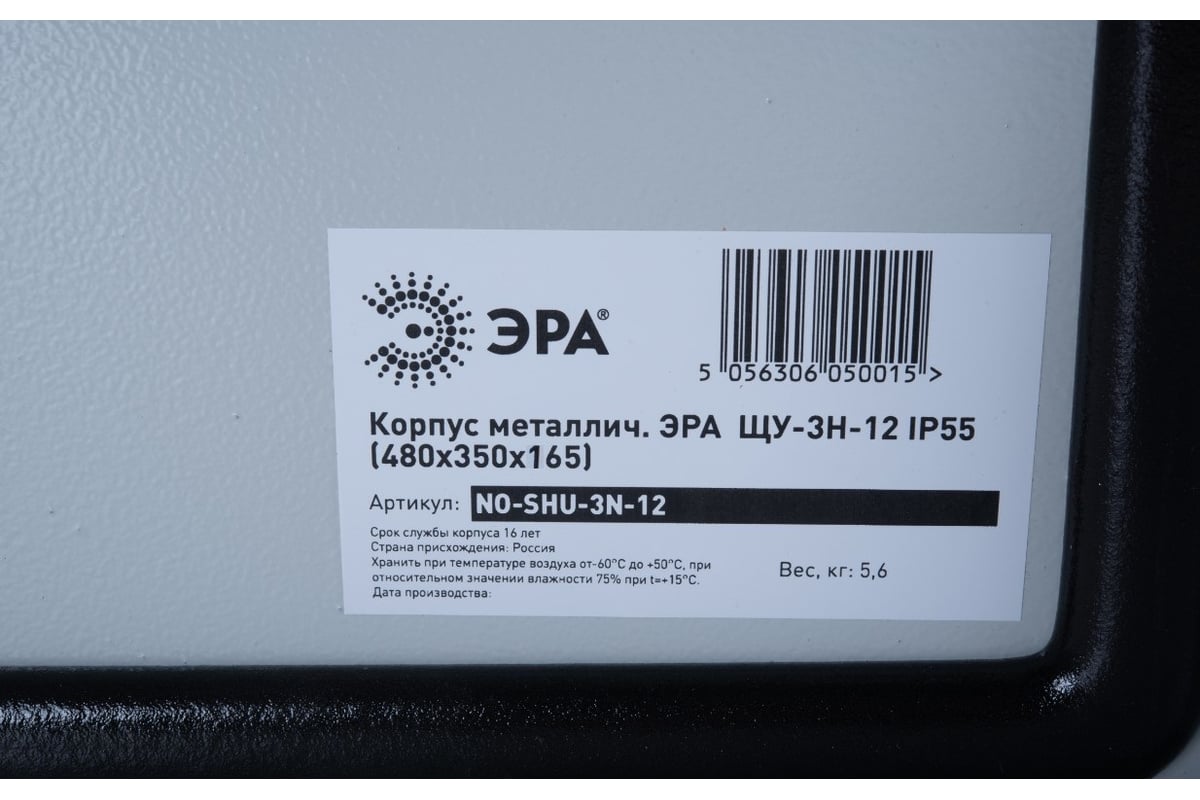 ЭРА®
5 056306 050015 >
Корпус металлич. ЭРА ЩУ-3Н-12 IP55
(480х350х165)
Артикул: NO-SHU-3N-12
Срок службы корпуса 16 лет
Страна присхождения: Россия
Хранить при температуре воздуха от-60°С до +50°С, при
относительном значении влажности 75% при t=+15°С.
Дата производства:
Вес, кг: 5,6